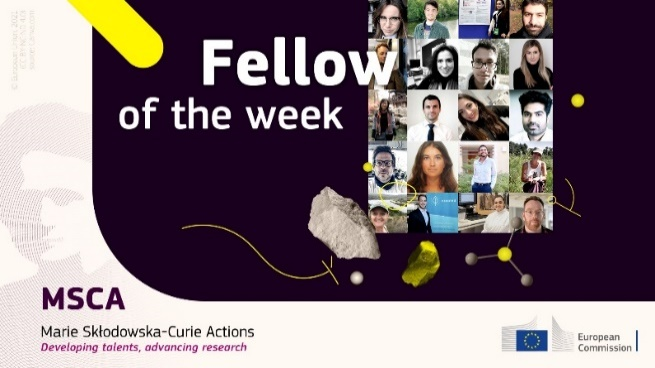 Fellow
of the week
MSCA
Marie Skłodowska-Curie Actions
Developing talents, advancing research
European
Commission